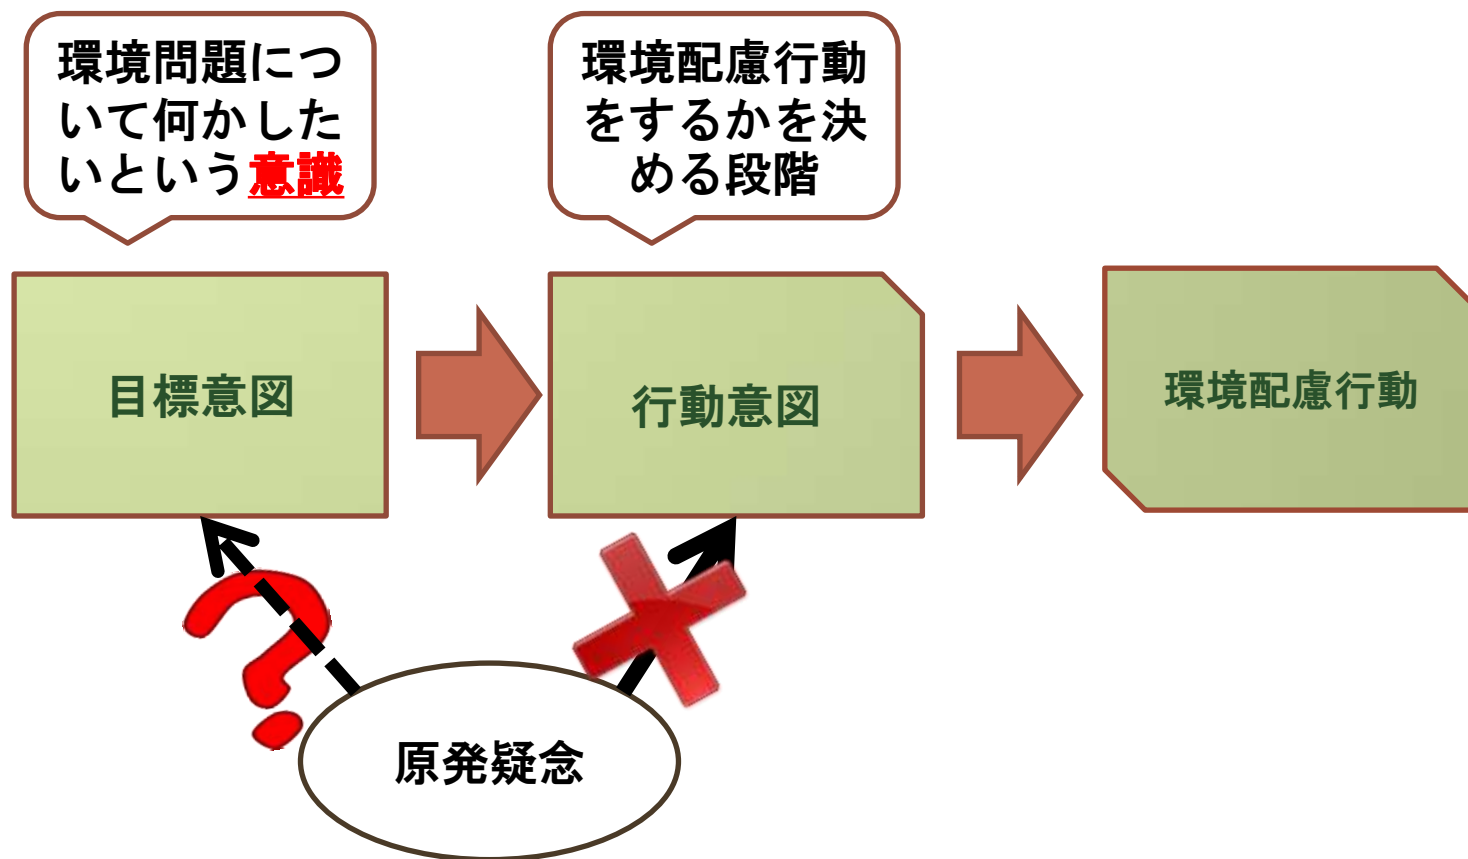 環境問題につ
いて何かした
いという意識
環境配慮行動
をするかを決
める段階
目標意図
行動意図
環境配慮行動
原発疑念